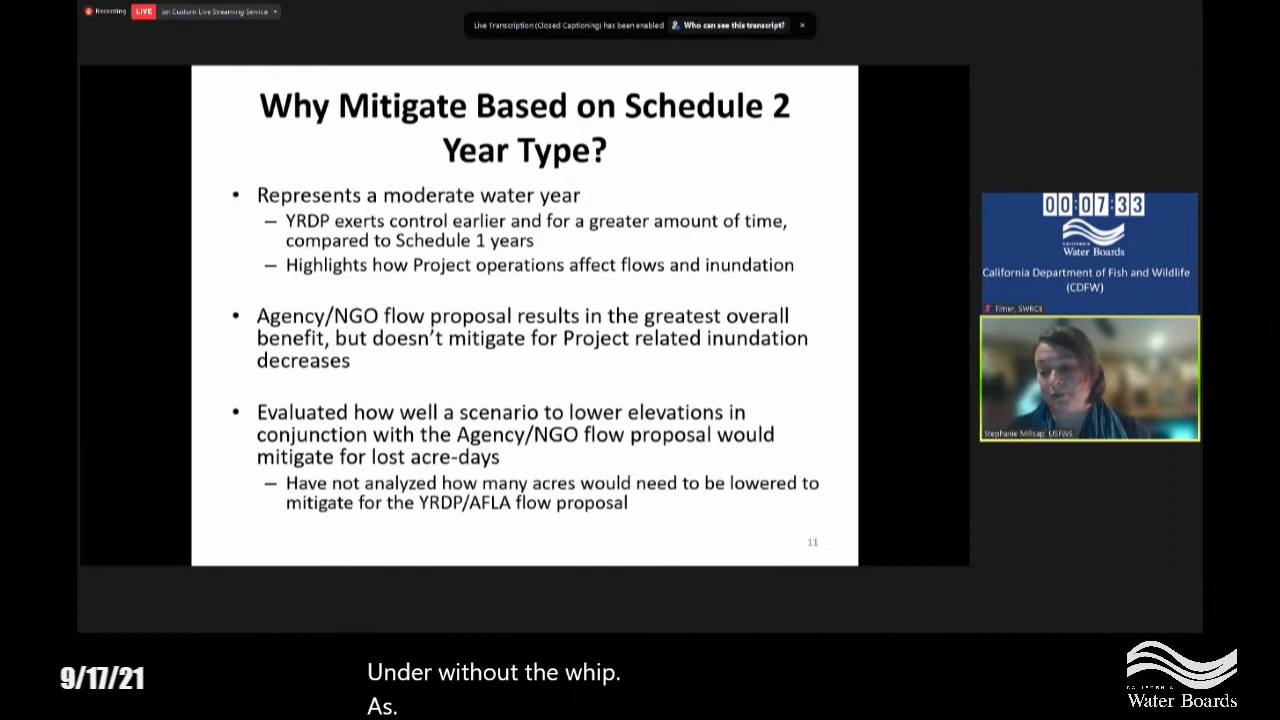 Recording
LIVE
on Custom Live Streaming Service
Live Transcription (Closed Captioning) has been enabled
Who can see this transcript?
Why Mitigate Based on Schedule 2
Year Type?
• Represents a moderate water year
– YRDP exerts control earlier and for a greater amount of time,
compared to Schedule 1 years
– Highlights how Project operations affect flows and inundation
• Agency/NGO flow proposal results in the greatest overall
benefit, but doesn't mitigate for Project related inundation
decreases
• Evaluated how well a scenario to lower elevations in
conjunction with the Agency/NGO flow proposal would
mitigate for lost acre-days
– Have not analyzed how many acres would need to be lowered to
mitigate for the YRDP/AFLA flow proposal
11
00:07:33
CALIFORNIA
Water Boards
California Department of Fish and Wildlife
(CDFW)
Timer, SWRCB
Stephanie Millsap, USFWS
9/17/21
Under without the whip.
As.
CALIFORNIA
Water Boards